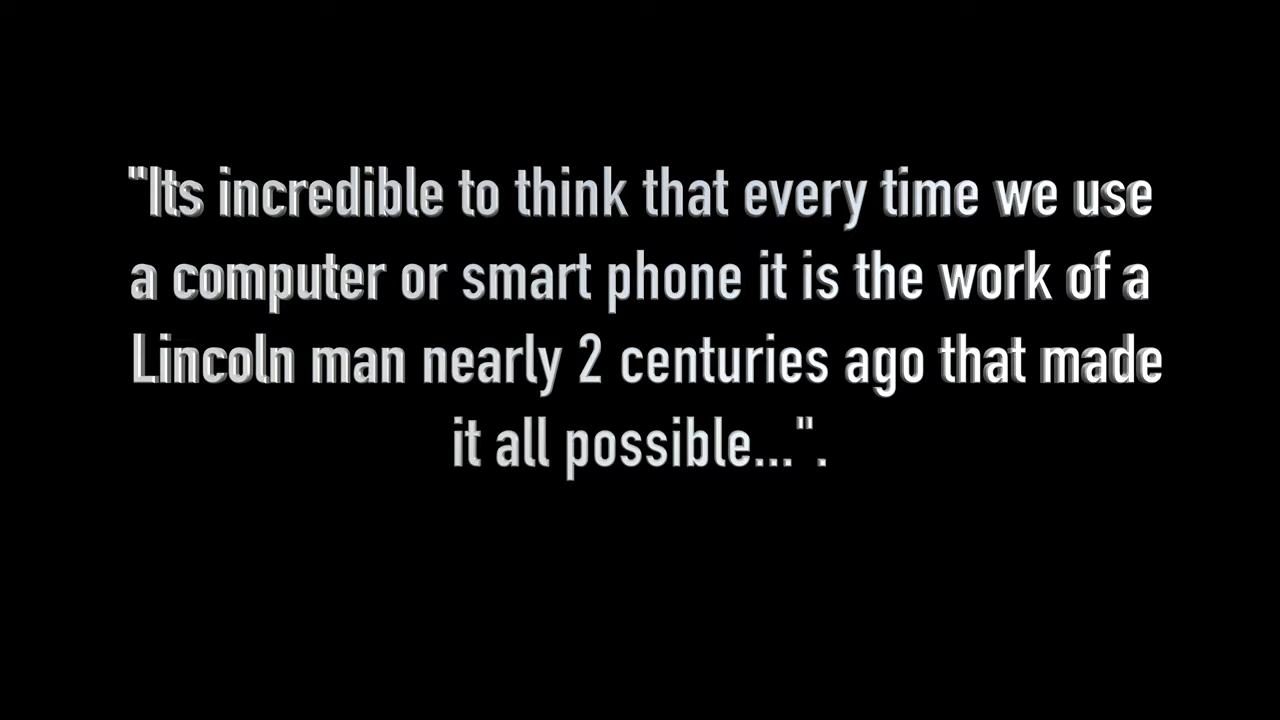 "Its incredible to think that every time we use
a computer or smart phone it is the work of a
Lincoln man nearly 2 centuries ago that made
it all possible...".